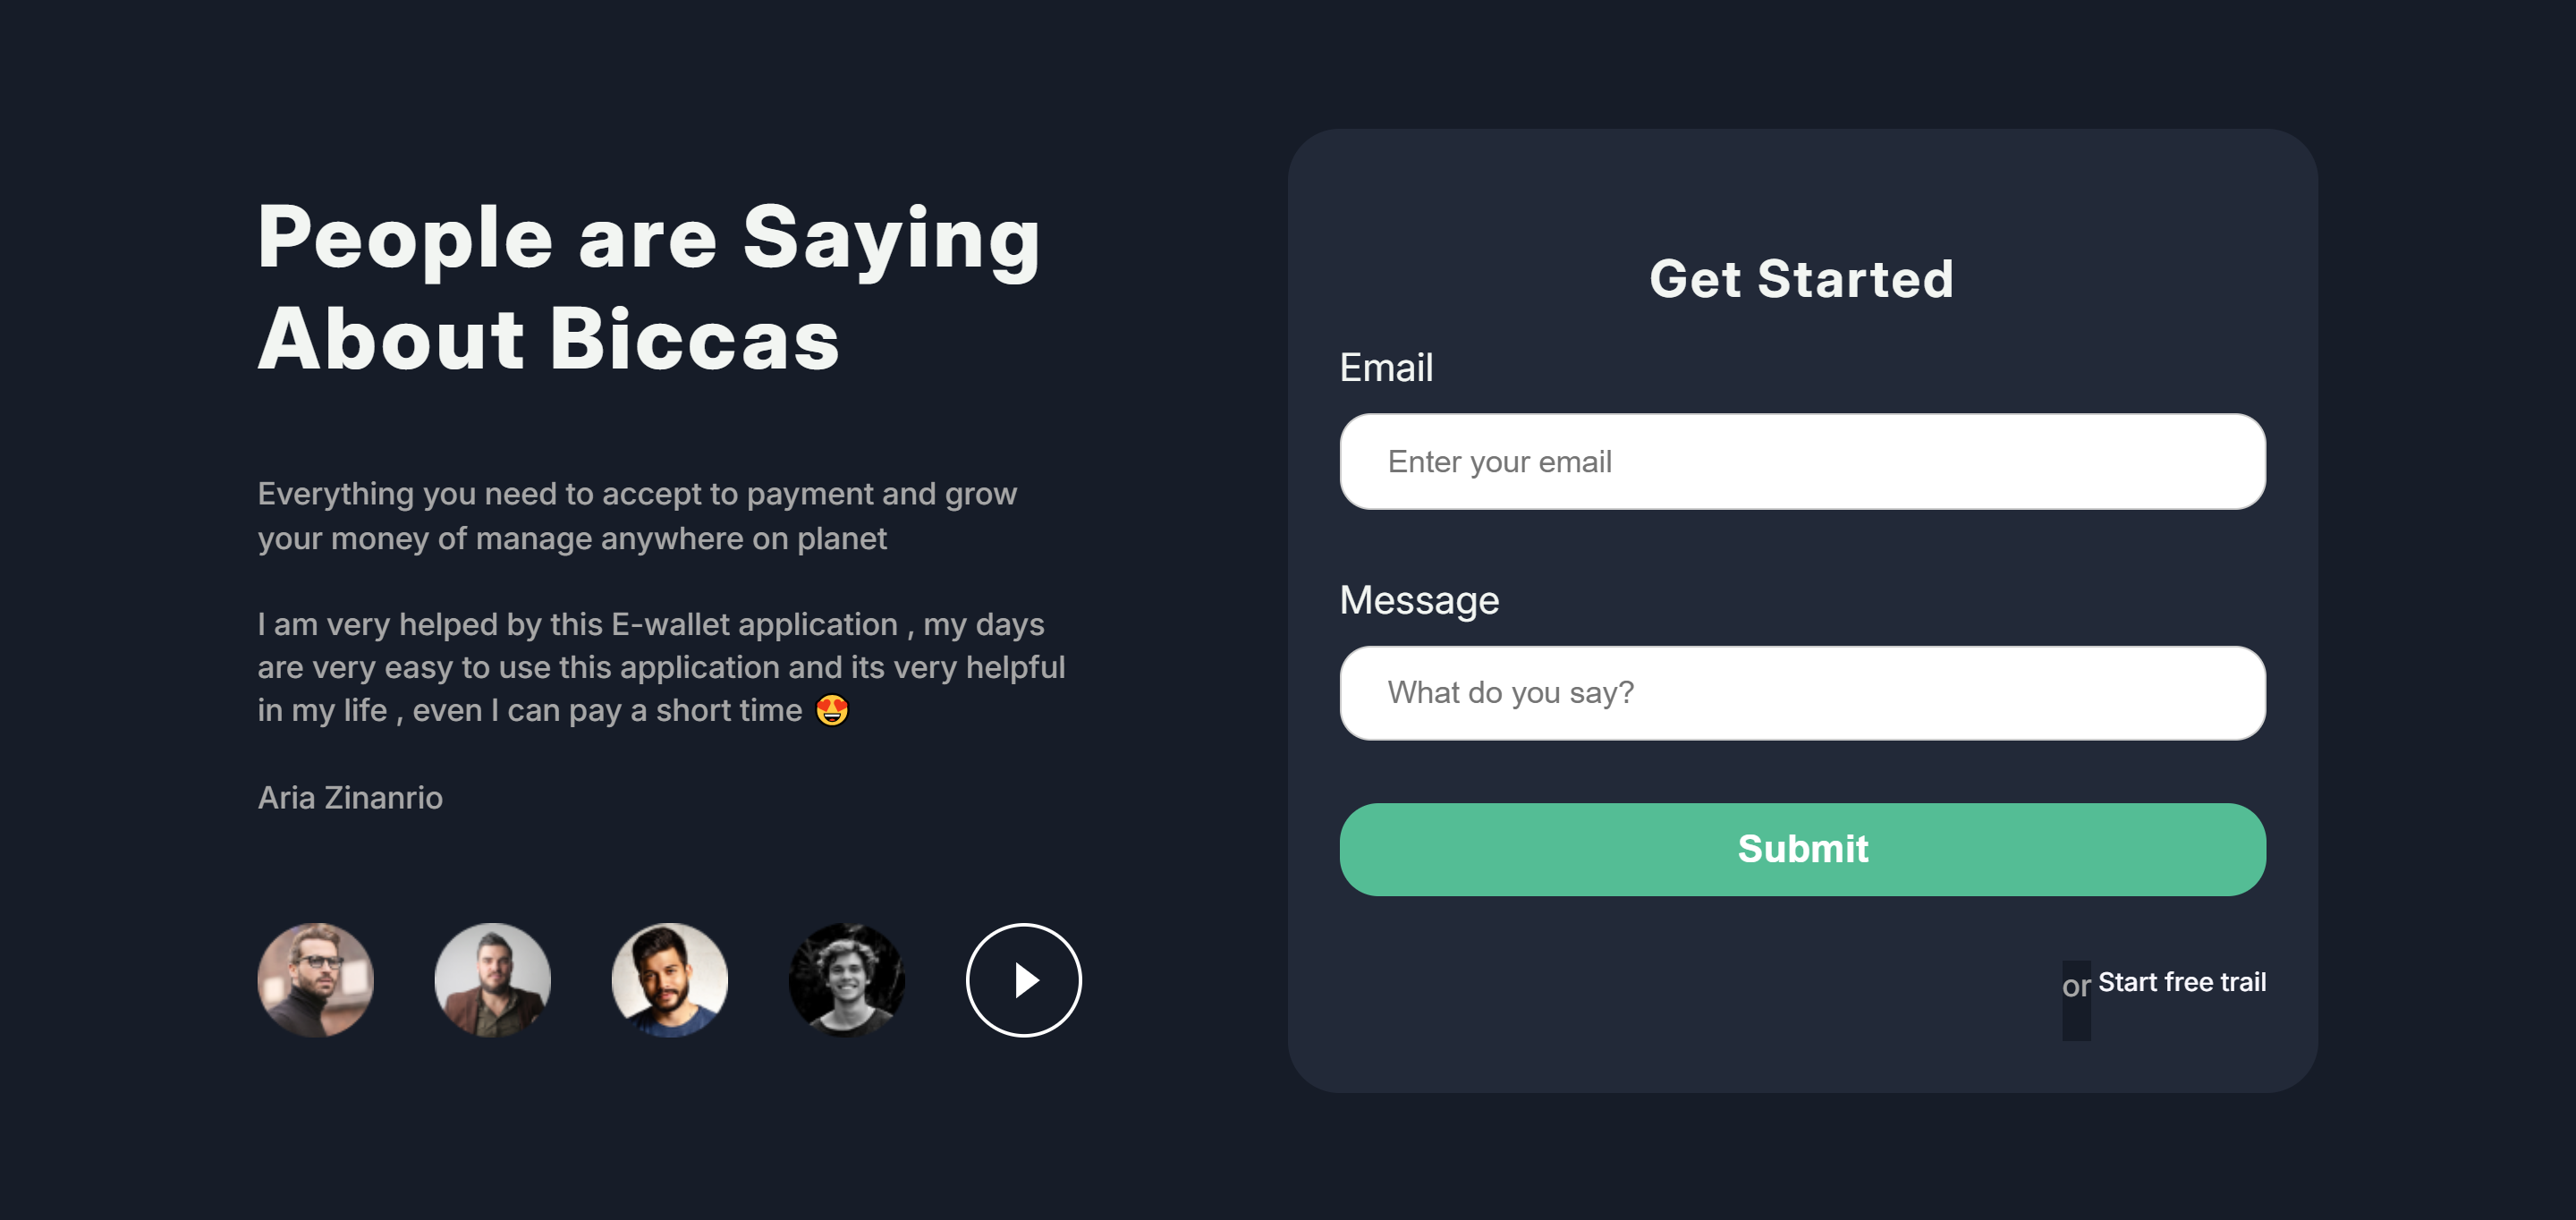 People are Saying
About Biccas
Everything you need to accept to payment and grow
your money of manage anywhere on planet
I am very helped by this E-wallet application , my days
are very easy to use this application and its very helpful
in my life , even I can pay a short time 😍
Aria Zinanrio
Get Started
Email
Enter your email
Message
What do you say?
Submit
or Start free trail